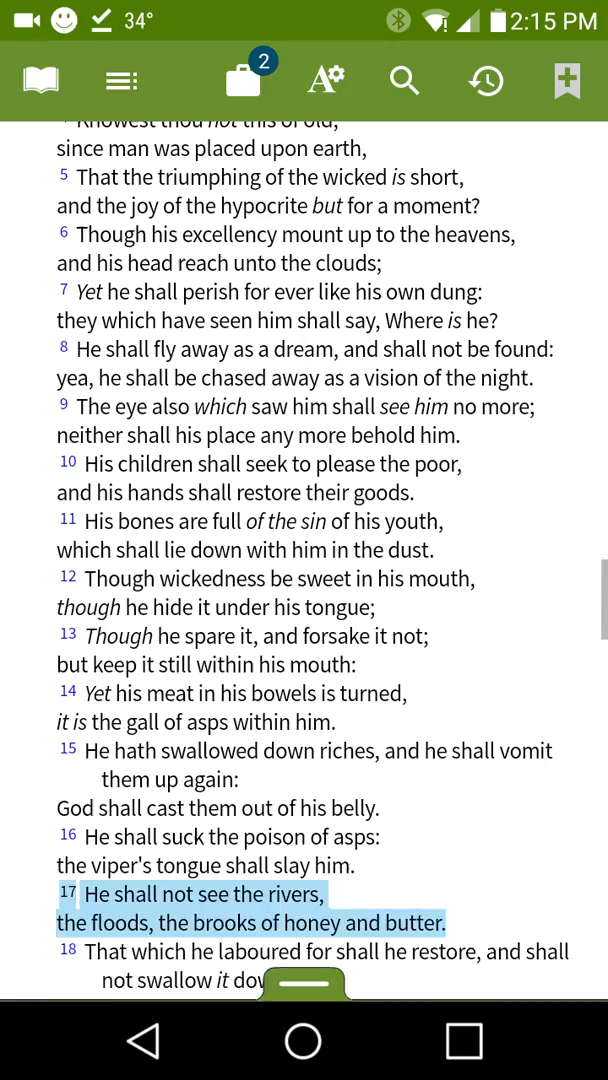 34°
2:15 PM
2
4 Knowest thou not this of old,
since man was placed upon earth,
5 That the triumphing of the wicked is short,
and the joy of the hypocrite but for a moment?
6 Though his excellency mount up to the heavens,
and his head reach unto the clouds;
7 Yet he shall perish for ever like his own dung:
they which have seen him shall say, Where is he?
8 He shall fly away as a dream, and shall not be found:
yea, he shall be chased away as a vision of the night.
9 The eye also which saw him shall see him no more;
neither shall his place any more behold him.
10 His children shall seek to please the poor,
and his hands shall restore their goods.
11 His bones are full of the sin of his youth,
which shall lie down with him in the dust.
12 Though wickedness be sweet in his mouth,
though he hide it under his tongue;
13 Though he spare it, and forsake it not;
but keep it still within his mouth:
14 Yet his meat in his bowels is turned,
it is the gall of asps within him.
15 He hath swallowed down riches, and he shall vomit
them up again:
God shall cast them out of his belly.
16 He shall suck the poison of asps:
the viper's tongue shall slay him.
17 He shall not see the rivers,
the floods, the brooks of honey and butter.
18 That which he laboured for shall he restore, and shall
not swallow it